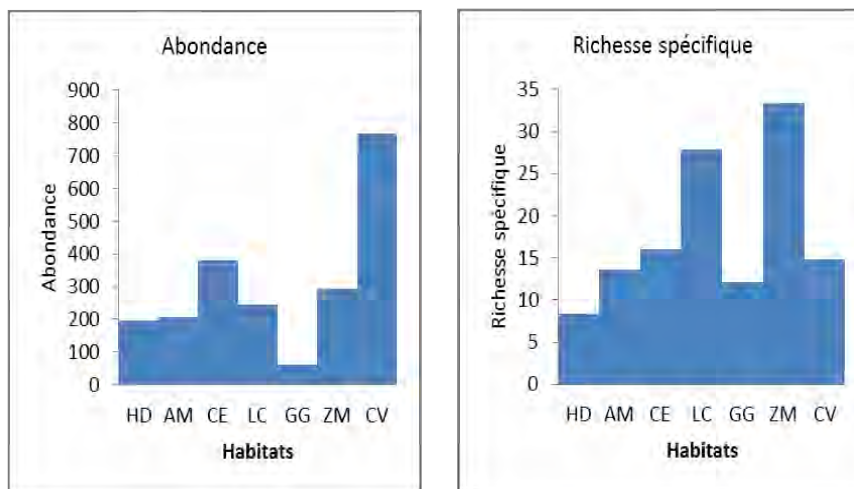 Abondance
Abondance
900
800
700
600
500
400
300
200
100
0
HD AM CE LC GG ZM CV
Habitats
Richesse spécifique
Richesse spécifique
35
30
25
20
15
10
5
0
HD AM CE LC GG ZM CV
Habitats